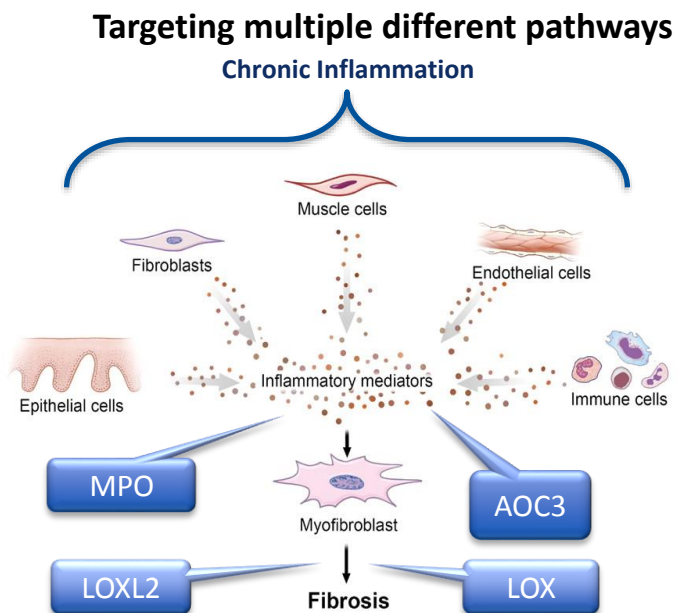 Targeting multiple different pathways
Chronic Inflammation
Muscle cells
Fibroblasts
Endothelial cells
Epithelial cells
Inflammatory mediators
Immune cells
MPO
AOC3
Myofibroblast
LOXL2
LOX
Fibrosis